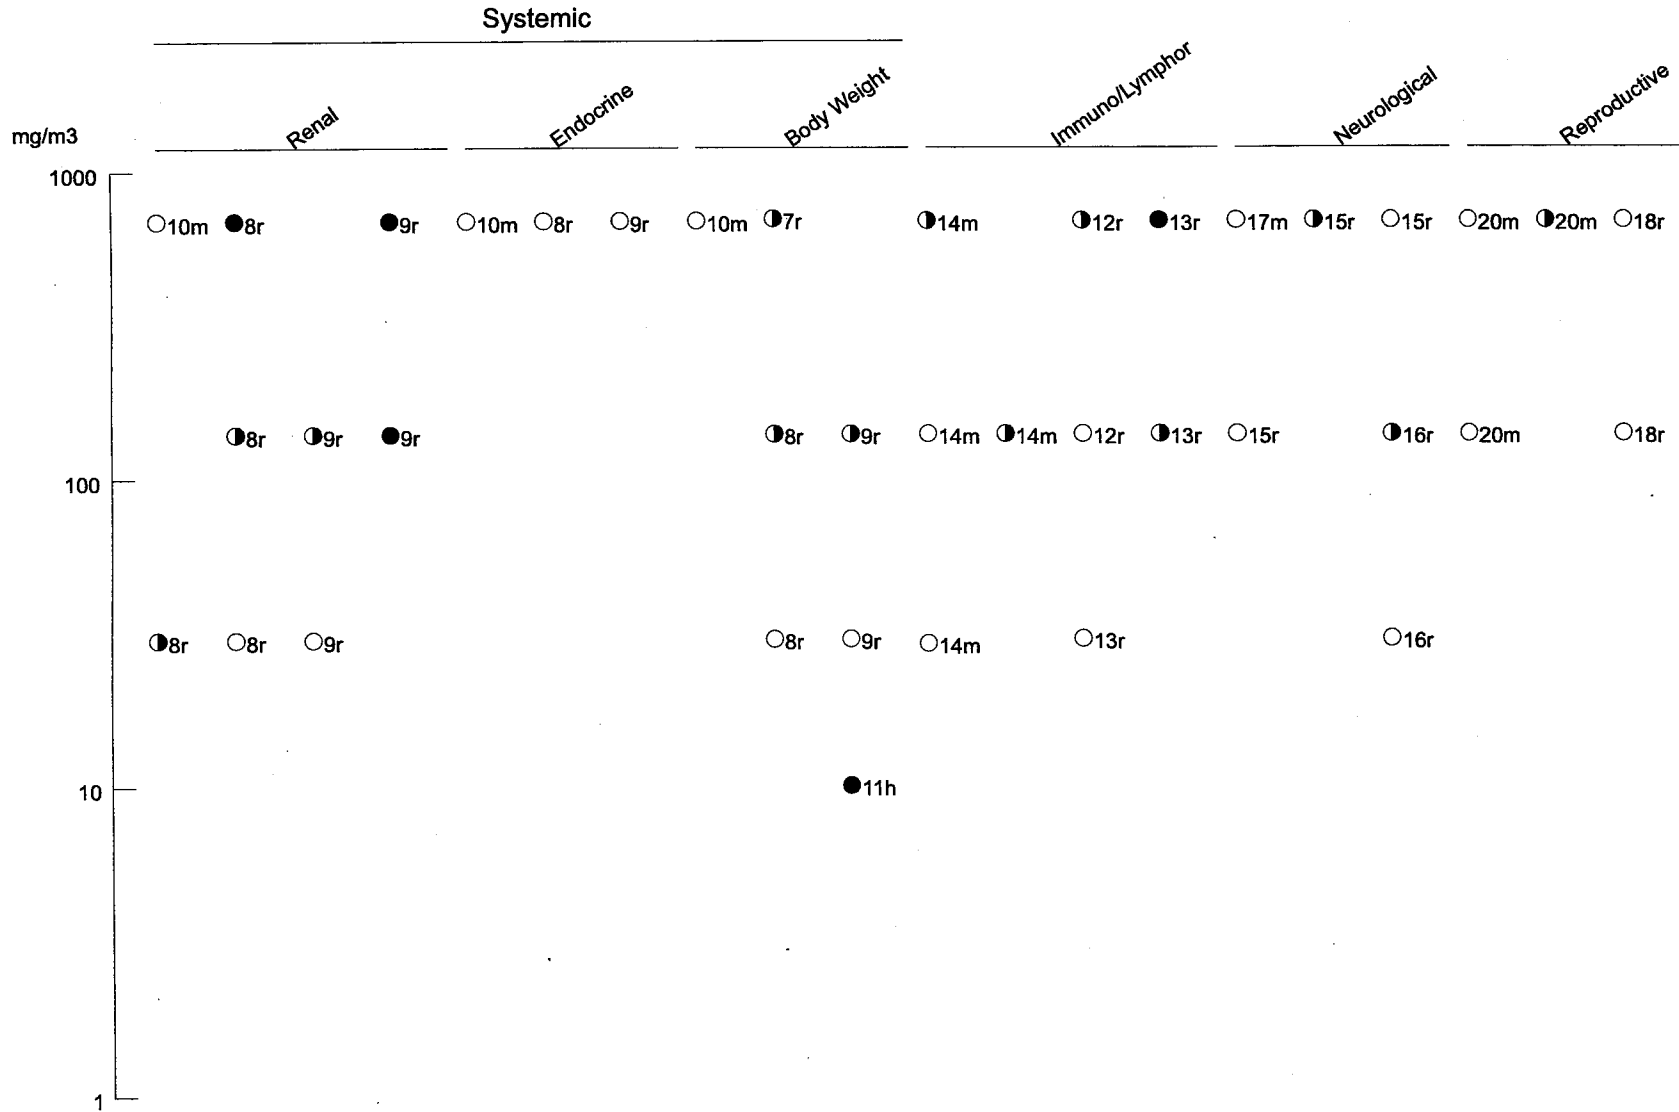 Systemic
mg/m3 Renal Endocrine Body Weight Immuno/Lymphor Neurological Reproductive
1000
10m 8r 9r 10m 8r 9r 10m 7r 14m 12r 13r 17m 15r 15r 20m 20m 18r
8r 9r 9r 8r 9r 14m 14m 12r 13r 15r 16r 20m 18r
100
8r 8r 9r 8r 9r 14m 13r 16r
10 11h
1